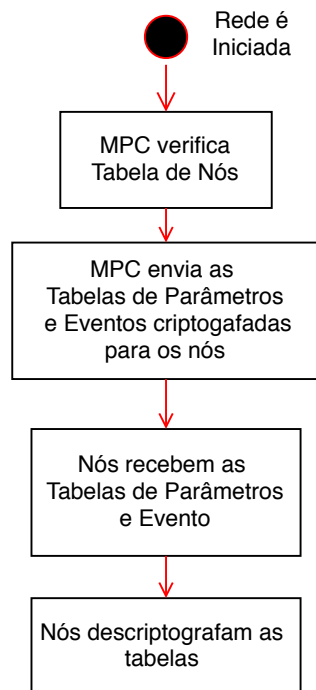 Rede é
Iniciada
MPC verifica
Tabela de Nós
MPC envia as
Tabelas de Parâmetros
e Eventos criptogafadas
para os nós
Nós recebem as
Tabelas de Parâmetros
e Evento
Nós descriptografam as
tabelas